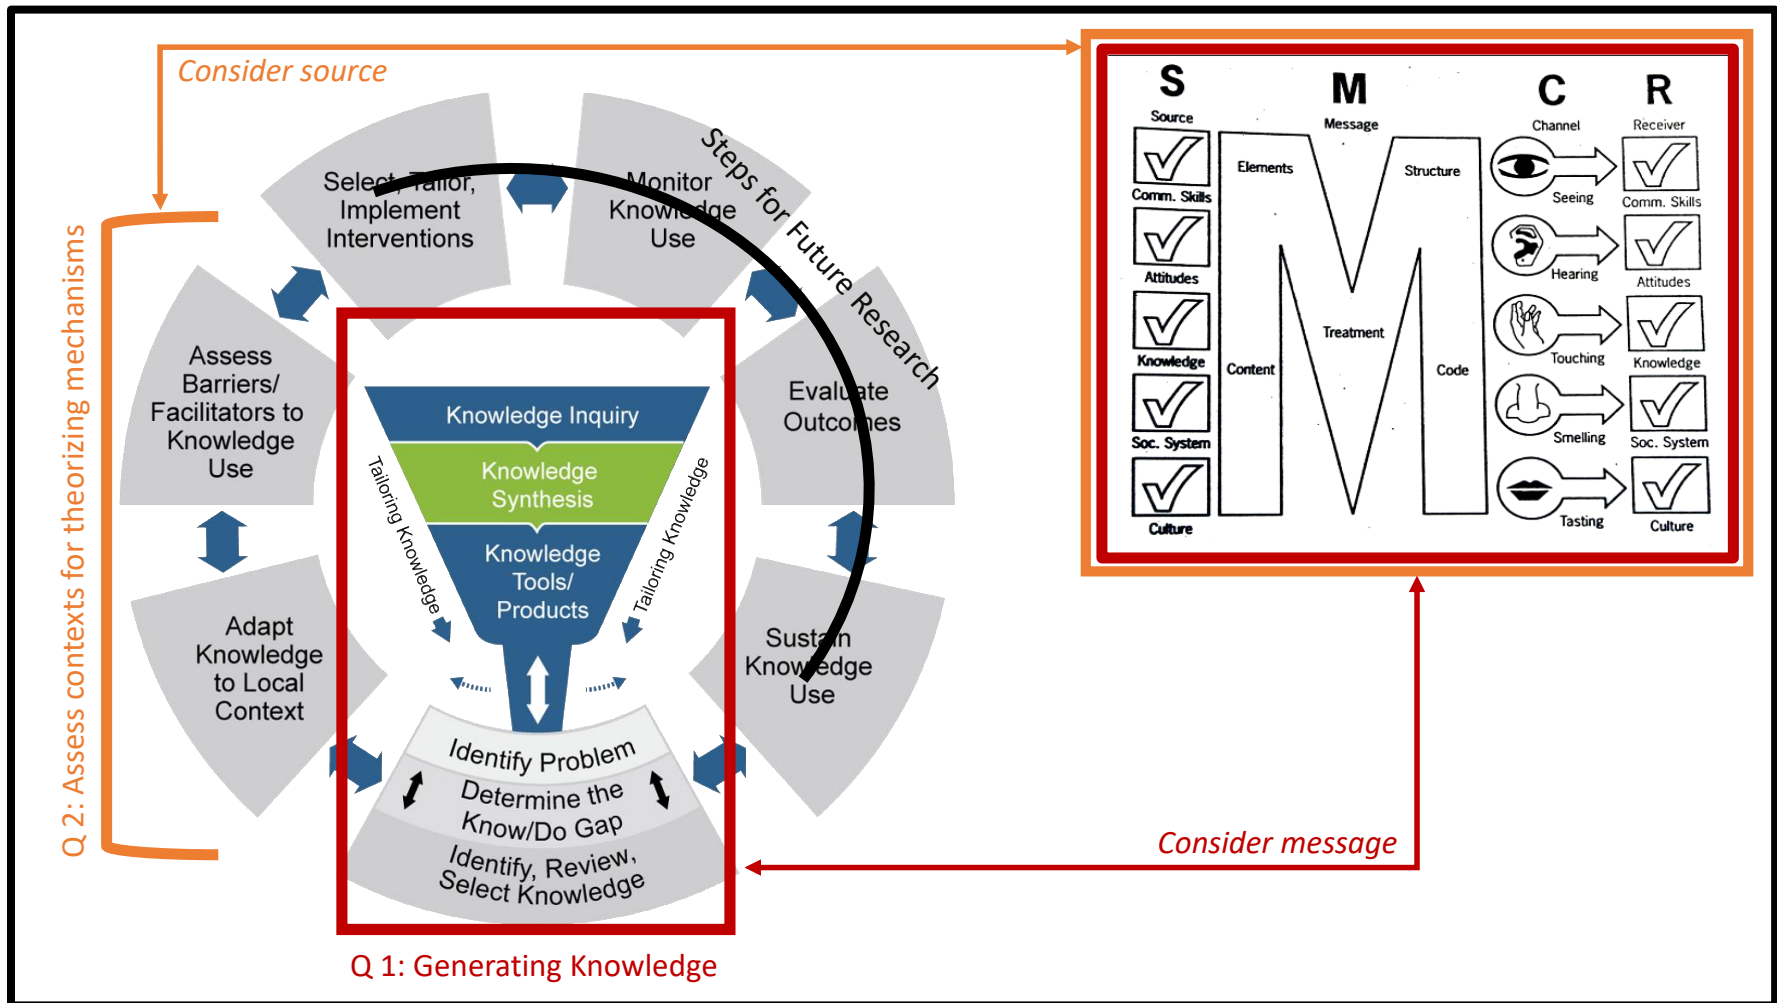 Consider source
Select, Tailor,
Implement
Interventions
Monitor
Knowledge
Use
Steps for Future Research
Assess
Barriers/
Facilitators to
Knowledge
Use
Evaluate
Outcomes
Adapt
Knowledge
to Local
Context
Sustain
Knowledge
Use
Knowledge Inquiry
Knowledge
Synthesis
Knowledge
Tools/
Products
Tailoring Knowledge
Tailoring Knowledge
Identify Problem
Determine the
Know/Do Gap
Identify, Review,
Select Knowledge
Q 2: Assess contexts for theorizing mechanisms
Q 1: Generating Knowledge
Consider message
S
M
C
R
Source
Message
Channel
Receiver
Comm. Skills
Attitudes
Knowledge
Soc. System
Culture
Elements
Structure
Treatment
Content
Code
Seeing
Hearing
Touching
Smelling
Tasting
Comm. Skills
Attitudes
Knowledge
Soc. System
Culture